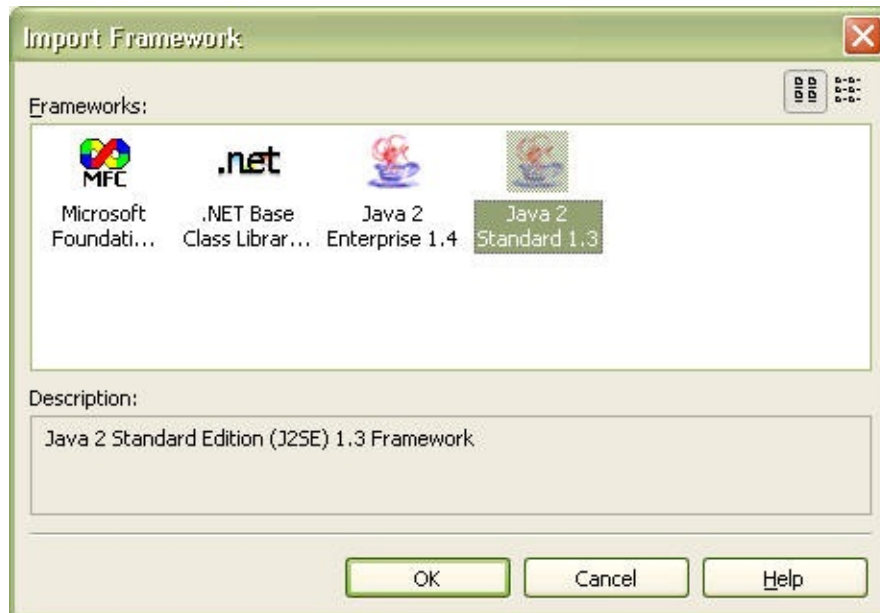 Import Framework
Frameworks:
MFC
Microsoft
Foundati...
.net
.NET Base
Class Librar...
Java 2
Enterprise 1.4
Java 2
Standard 1.3
Description:
Java 2 Standard Edition (J2SE) 1.3 Framework
OK
Cancel
Help